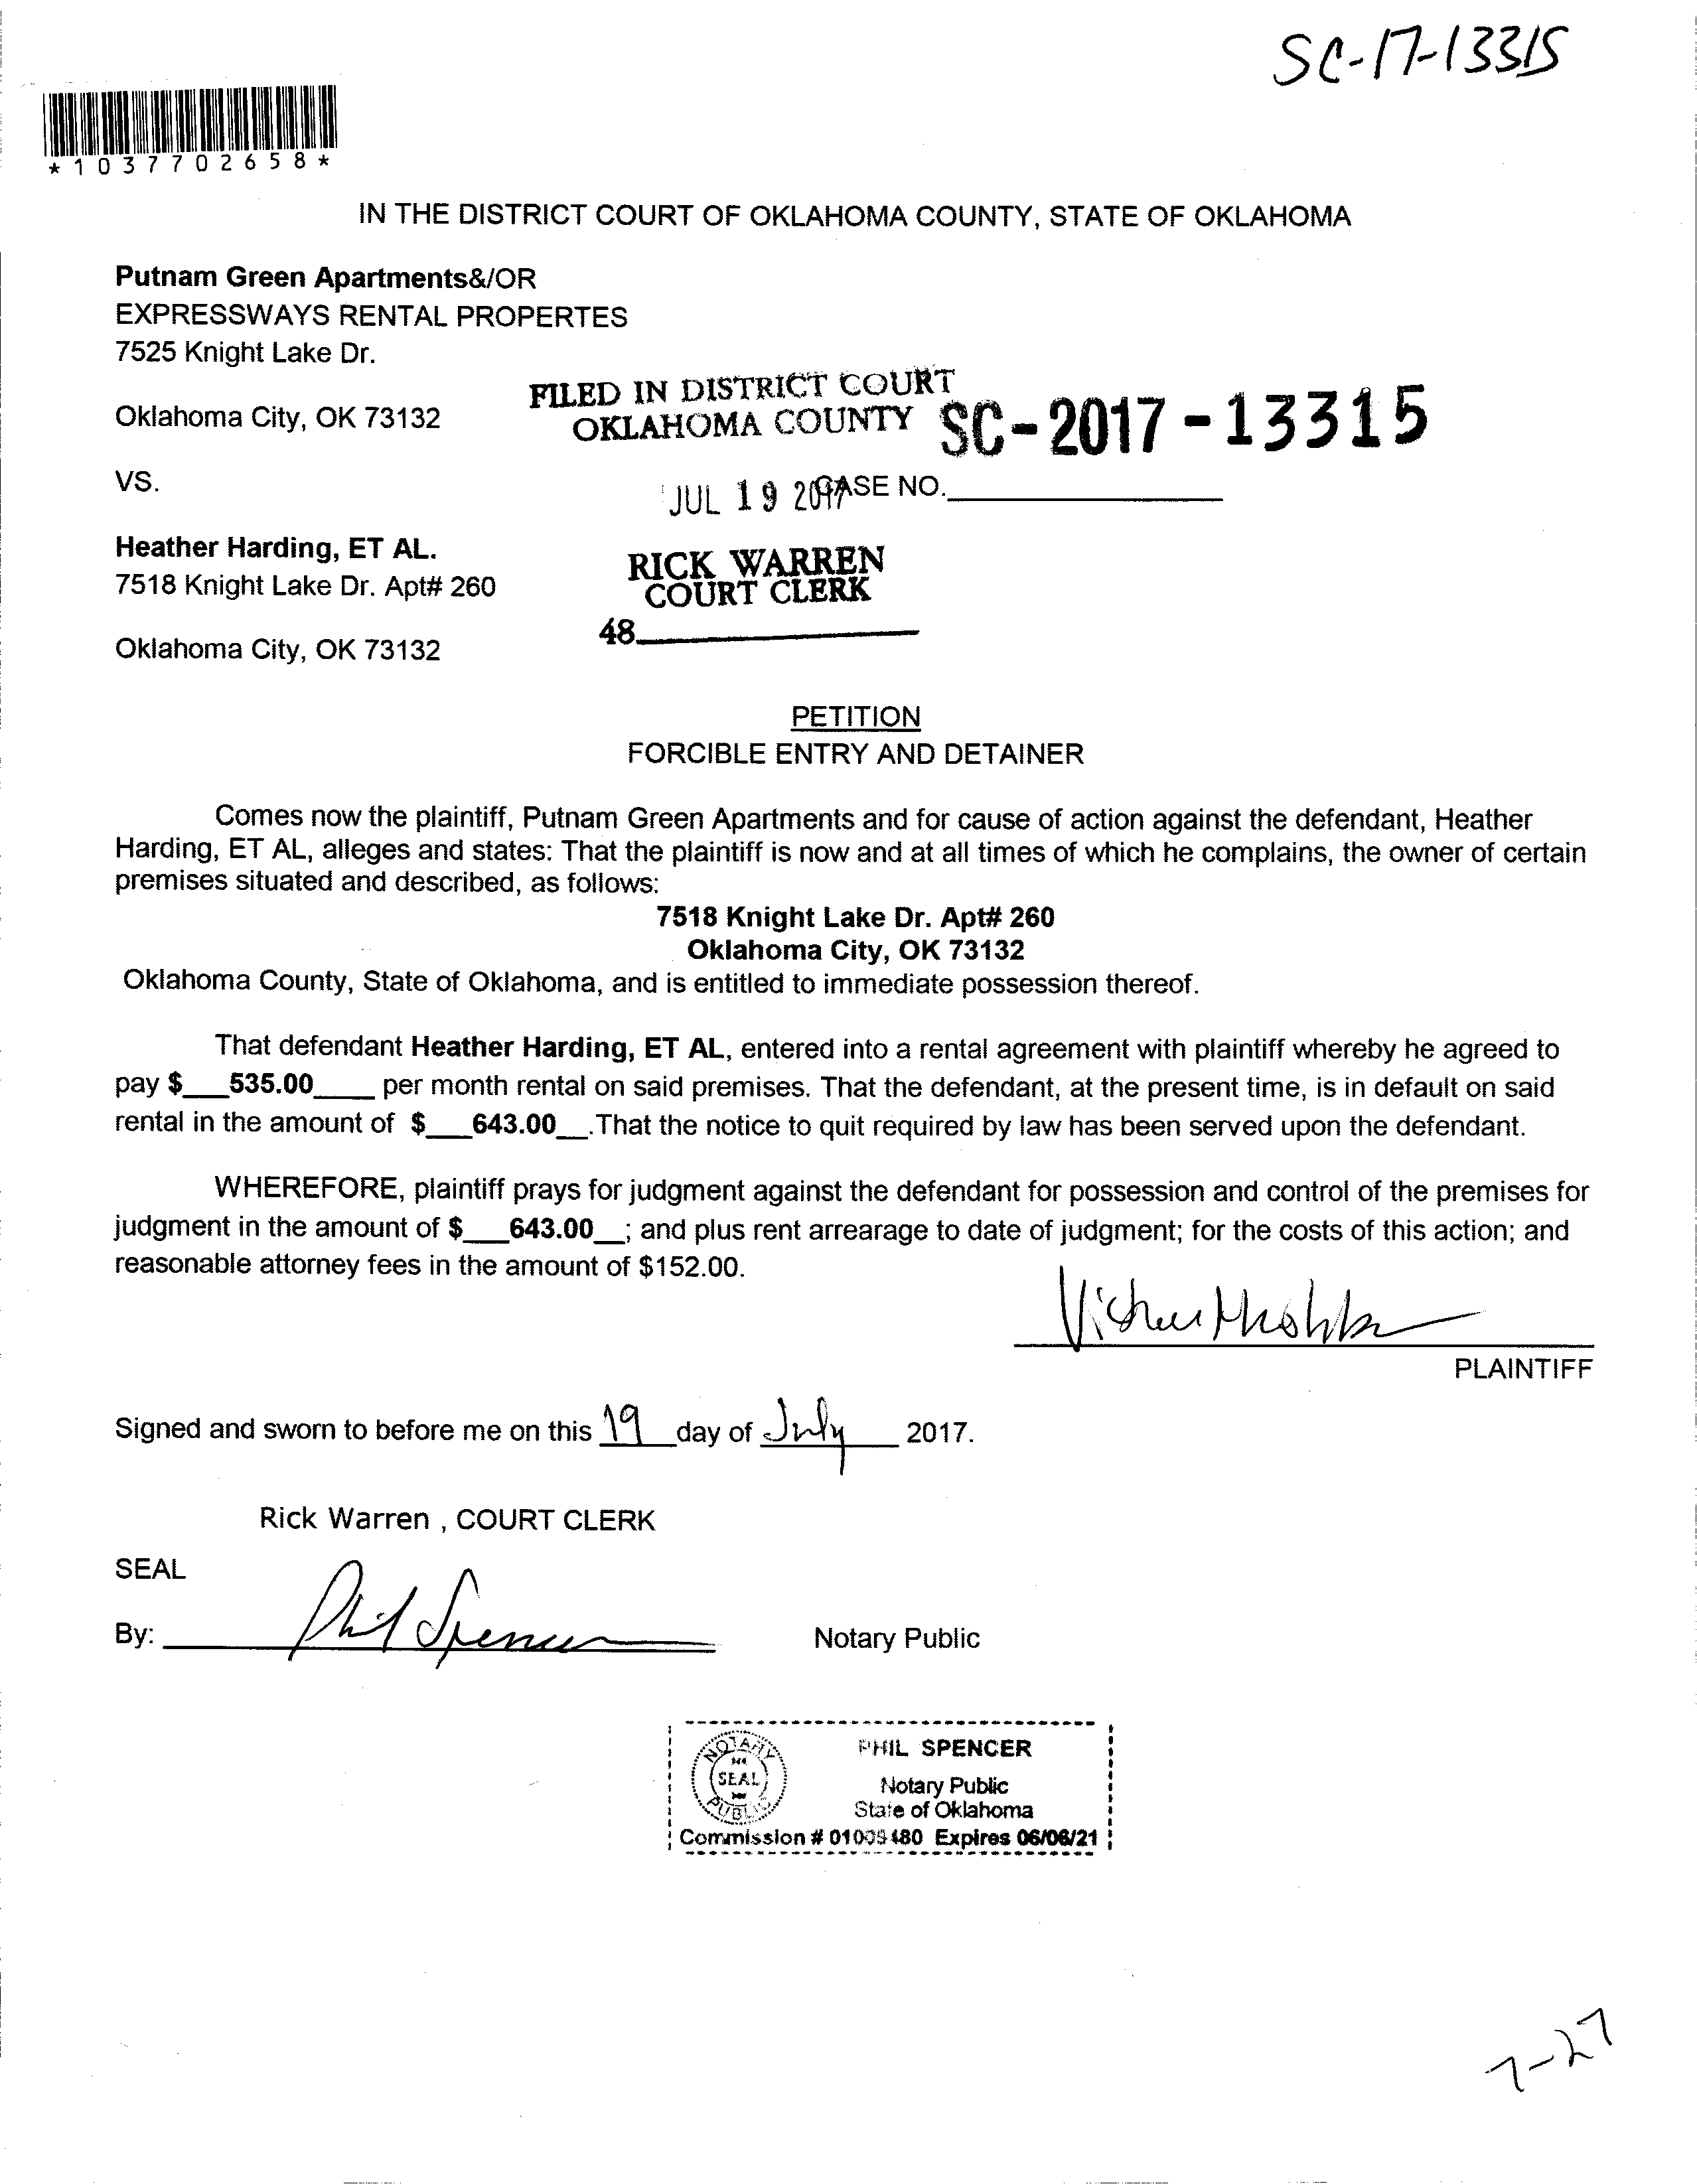 SC-17-13315
*1037702658*
IN THE DISTRICT COURT OF OKLAHOMA COUNTY, STATE OF OKLAHOMA
Putnam Green Apartments&/OR
EXPRESSWAYS RENTAL PROPERTES
7525 Knight Lake Dr.
Oklahoma City, OK 73132
FILED IN DISTRICT COURT
OKLAHOMA COUNTY
SC-2017-13315
VS.
JUL 19 2017
CASE NO.
Heather Harding, ET AL.
7518 Knight Lake Dr. Apt# 260
Oklahoma City, OK 73132
RICK WARREN
COURT CLERK
48
PETITION
FORCIBLE ENTRY AND DETAINER
Comes now the plaintiff, Putnam Green Apartments and for cause of action against the defendant, Heather
Harding, ET AL, alleges and states: That the plaintiff is now and at all times of which he complains, the owner of certain
premises situated and described, as follows:
7518 Knight Lake Dr. Apt# 260
Oklahoma City, OK 73132
Oklahoma County, State of Oklahoma, and is entitled to immediate possession thereof.
That defendant Heather Harding, ET AL, entered into a rental agreement with plaintiff whereby he agreed to
pay $___535.00____ per month rental on said premises. That the defendant, at the present time, is in default on said
rental in the amount of $___643.00__.That the notice to quit required by law has been served upon the defendant.
WHEREFORE, plaintiff prays for judgment against the defendant for possession and control of the premises for
judgment in the amount of $___643.00__; and plus rent arrearage to date of judgment; for the costs of this action; and
reasonable attorney fees in the amount of $152.00.
PLAINTIFF
Signed and sworn to before me on this 19 day of July 2017.
Rick Warren , COURT CLERK
SEAL
By: Phil Spencer Notary Public
NOTARY
SEAL
PUBLIC
PHIL SPENCER
Notary Public
State of Oklahoma
Commission # Expires 06/06/21
7-27